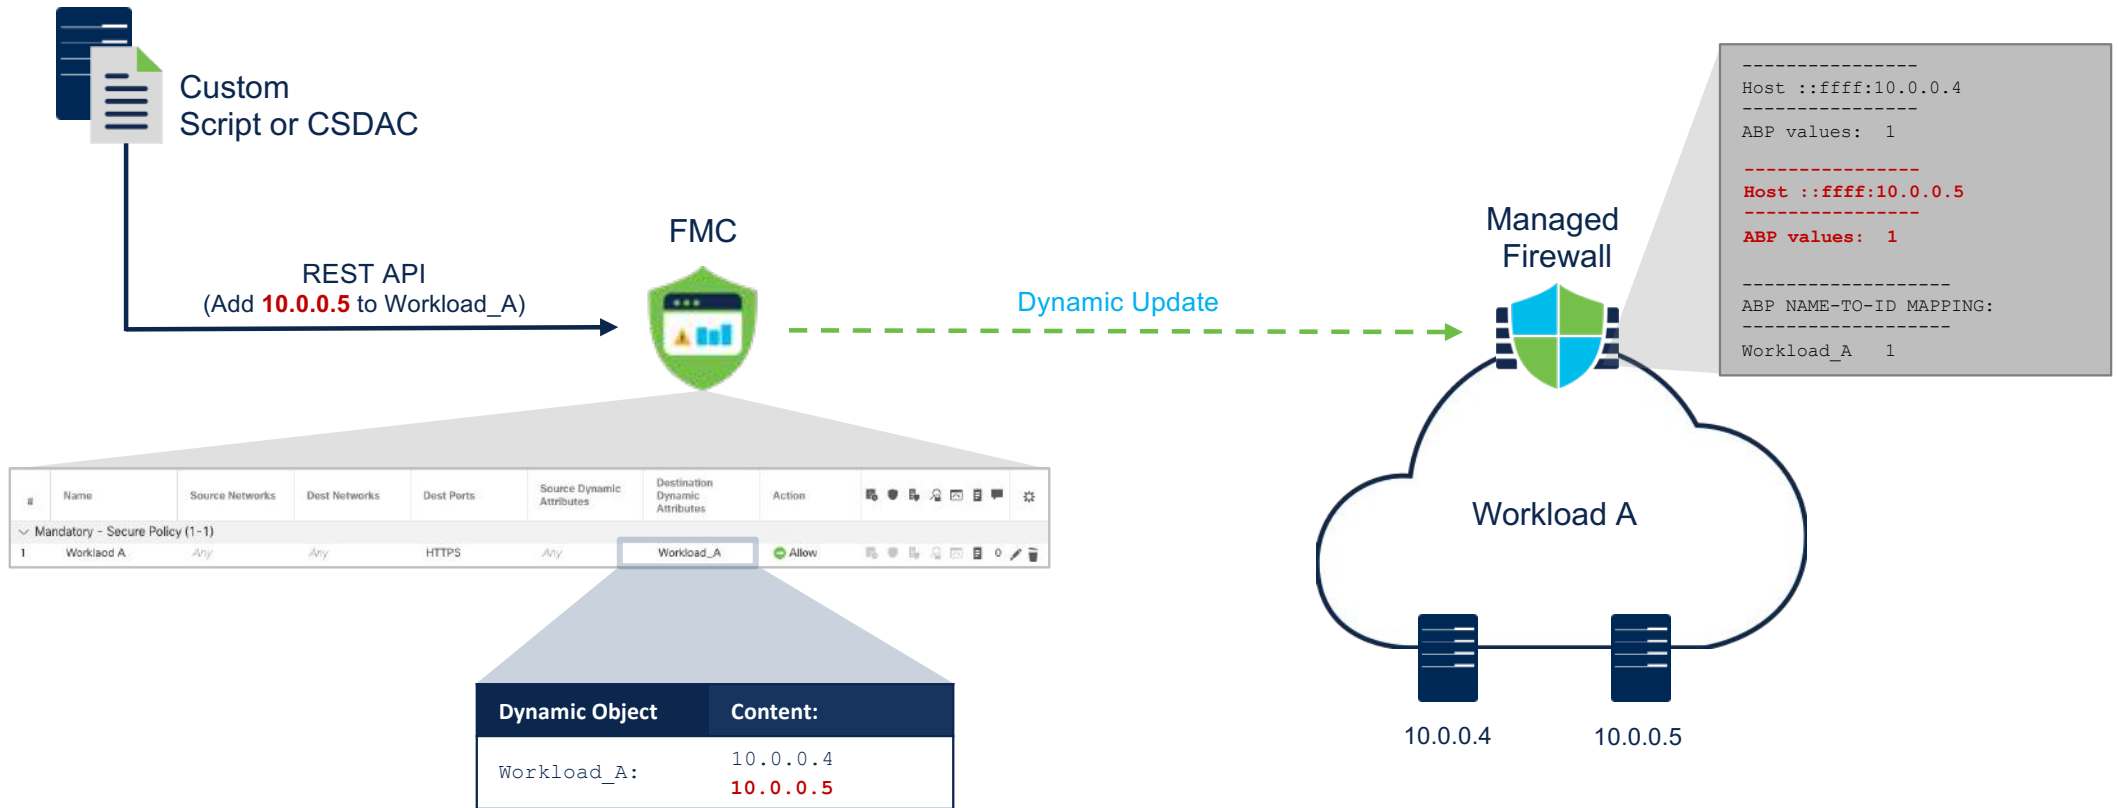 Custom
Script or CSDAC
REST API
(Add 10.0.0.5 to Workload_A)
FMC
Dynamic Update
Managed
Firewall
----------------
Host ::ffff:10.0.0.4
----------------
ABP values:  1
----------------
Host ::ffff:10.0.0.5
----------------
ABP values:  1
-------------------
ABP NAME-TO-ID MAPPING:
-------------------
Workload_A   1
# Name Source Networks Dest Networks Dest Ports Source Dynamic Attributes Destination Dynamic Attributes Action
Mandatory - Secure Policy (1-1)
1 Worklaod A Any Any HTTPS Any Workload_A Allow 0
Dynamic Object Content:
Workload_A: 10.0.0.4
10.0.0.5
Workload A
10.0.0.4
10.0.0.5